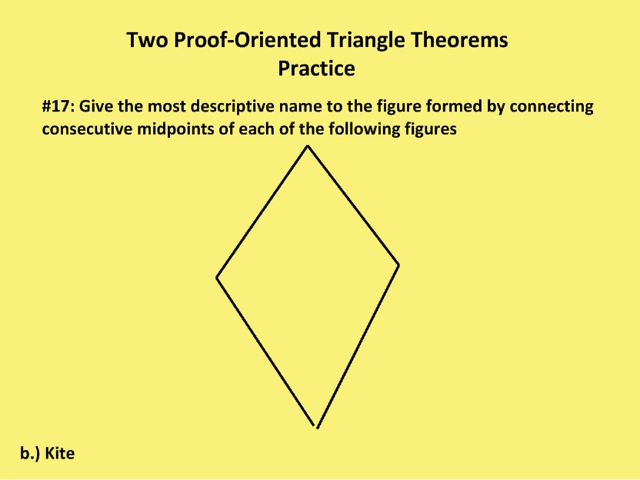 Two Proof-Oriented Triangle Theorems
Practice
#17: Give the most descriptive name to the figure formed by connecting
consecutive midpoints of each of the following figures
b.) Kite